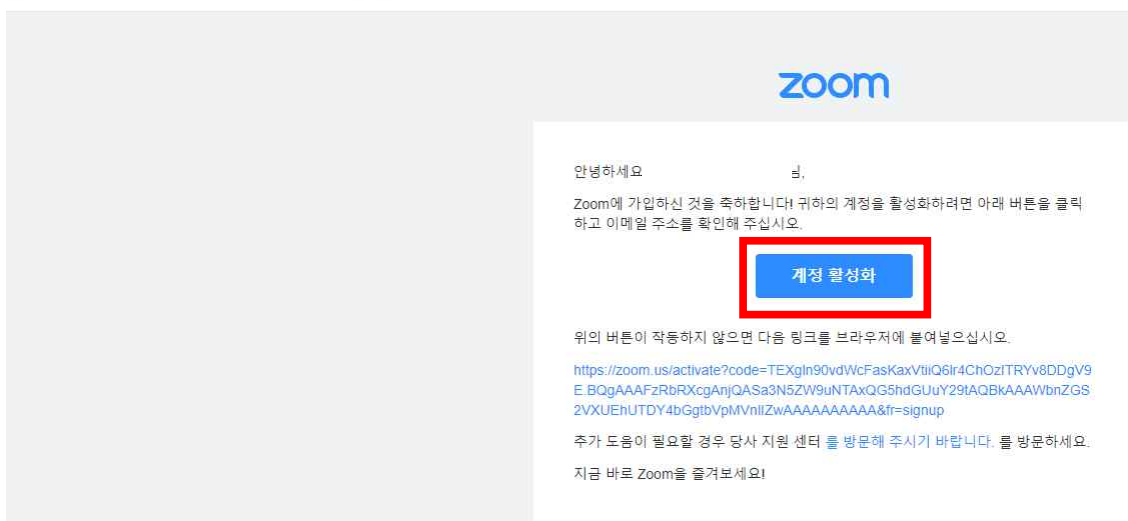 zoom
안녕하세요 님,
Zoom에 가입하신 것을 축하합니다! 귀하의 계정을 활성화하려면 아래 버튼을 클릭
하고 이메일 주소를 확인해 주십시오.
계정 활성화
위의 버튼이 작동하지 않으면 다음 링크를 브라우저에 붙여넣으십시오.
https://zoom.us/activate?code=TEXgIn90vdWcFasKaxVtiiQ6Ir4ChOzITRYv8DDgV9
E.BQgAAAFzRbRXcgAnjQASa3N5ZW9uNTAxQG5hdGUuY29tAQBkAAAWbnZGS
2VXUEhUTDY4bGgtbVpMVnllZwAAAAAAAAAA&fr=signup
추가 도움이 필요할 경우 당사 지원 센터 를 방문해 주시기 바랍니다. 를 방문하세요.
지금 바로 Zoom을 즐겨보세요!